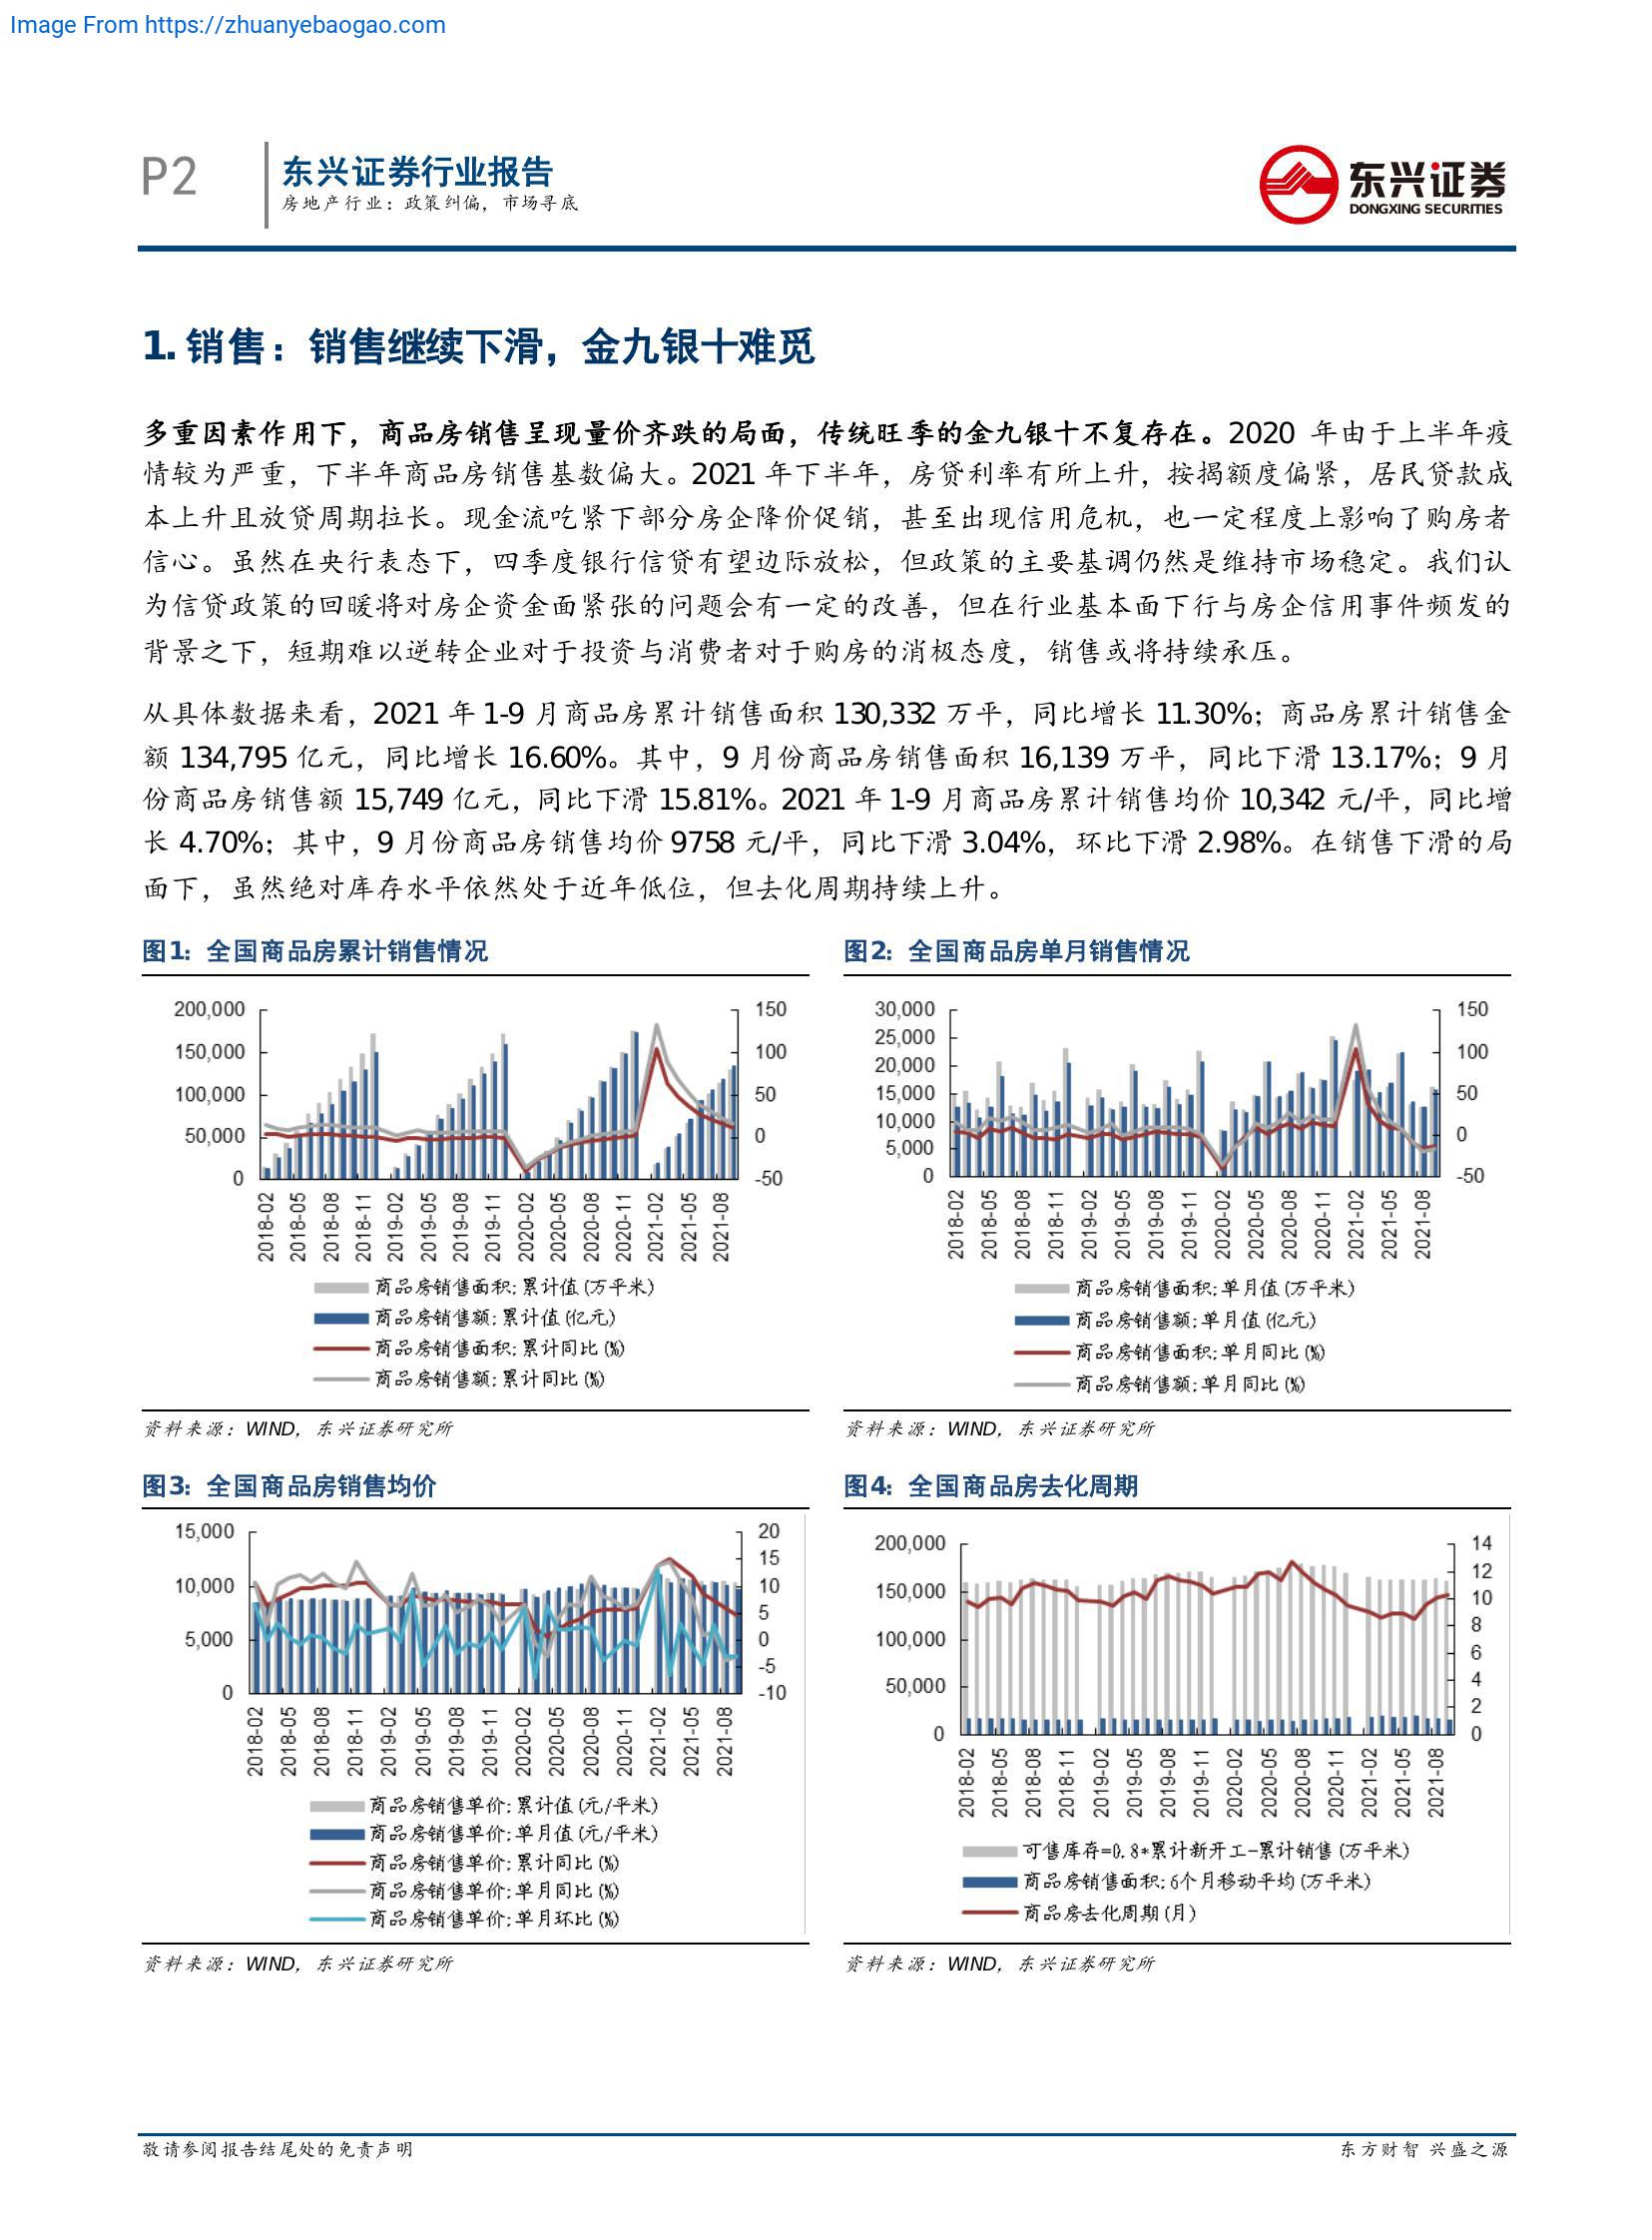 Image From https://zhuanyebaogao.com
P2
东兴证券行业报告
房地产行业：政策纠偏，市场寻底
东兴证券
DONGXING SECURITIES
1. 销售：销售继续下滑，金九银十难觅
多重因素作用下，商品房销售呈现量价齐跌的局面，传统旺季的金九银十不复存在。2020 年由于上半年疫
情较为严重，下半年商品房销售基数偏大。2021 年下半年，房贷利率有所上升，按揭额度偏紧，居民贷款成
本上升且放贷周期拉长。现金流吃紧下部分房企降价促销，甚至出现信用危机，也一定程度上影响了购房者
信心。虽然在央行表态下，四季度银行信贷有望边际放松，但政策的主要基调仍然是维持市场稳定。我们认
为信贷政策的回暖将对房企资金面紧张的问题会有一定的改善，但在行业基本面下行与房企信用事件频发的
背景之下，短期难以逆转企业对于投资与消费者对于购房的消极态度，销售或将持续承压。
从具体数据来看，2021 年 1-9 月商品房累计销售面积 130,332 万平，同比增长 11.30%；商品房累计销售金
额 134,795 亿元，同比增长 16.60%。其中，9 月份商品房销售面积 16,139 万平，同比下滑 13.17%；9 月
份商品房销售额 15,749 亿元，同比下滑 15.81%。2021 年 1-9 月商品房累计销售均价 10,342 元/平，同比增
长 4.70%；其中，9 月份商品房销售均价 9758 元/平，同比下滑 3.04%，环比下滑 2.98%。在销售下滑的局
面下，虽然绝对库存水平依然处于近年低位，但去化周期持续上升。
图1：全国商品房累计销售情况
200,000
150,000
100,000
50,000
0
150
100
50
0
-50
2018-02
2018-05
2018-08
2018-11
2019-02
2019-05
2019-08
2019-11
2020-02
2020-05
2020-08
2020-11
2021-02
2021-05
2021-08
商品房销售面积:累计值(万平米)
商品房销售额:累计值(亿元)
商品房销售面积:累计同比(%)
商品房销售额:累计同比(%)
资料来源：WIND，东兴证券研究所
图2：全国商品房单月销售情况
30,000
25,000
20,000
15,000
10,000
5,000
0
150
100
50
0
-50
2018-02
2018-05
2018-08
2018-11
2019-02
2019-05
2019-08
2019-11
2020-02
2020-05
2020-08
2020-11
2021-02
2021-05
2021-08
商品房销售面积:单月值(万平米)
商品房销售额:单月值(亿元)
商品房销售面积:单月同比(%)
商品房销售额:单月同比(%)
资料来源：WIND，东兴证券研究所
图3：全国商品房销售均价
15,000
10,000
5,000
0
20
15
10
5
0
-5
-10
2018-02
2018-05
2018-08
2018-11
2019-02
2019-05
2019-08
2019-11
2020-02
2020-05
2020-08
2020-11
2021-02
2021-05
2021-08
商品房销售单价:累计值(元/平米)
商品房销售单价:单月值(元/平米)
商品房销售单价:累计同比(%)
商品房销售单价:单月同比(%)
商品房销售单价:单月环比(%)
资料来源：WIND，东兴证券研究所
图4：全国商品房去化周期
200,000
150,000
100,000
50,000
0
14
12
10
8
6
4
2
0
2018-02
2018-05
2018-08
2018-11
2019-02
2019-05
2019-08
2019-11
2020-02
2020-05
2020-08
2020-11
2021-02
2021-05
2021-08
可售库存=0.8*累计新开工-累计销售(万平米)
商品房销售面积:6个月移动平均(万平米)
商品房去化周期(月)
资料来源：WIND，东兴证券研究所
敬请参阅报告结尾处的免责声明
东方财智 兴盛之源